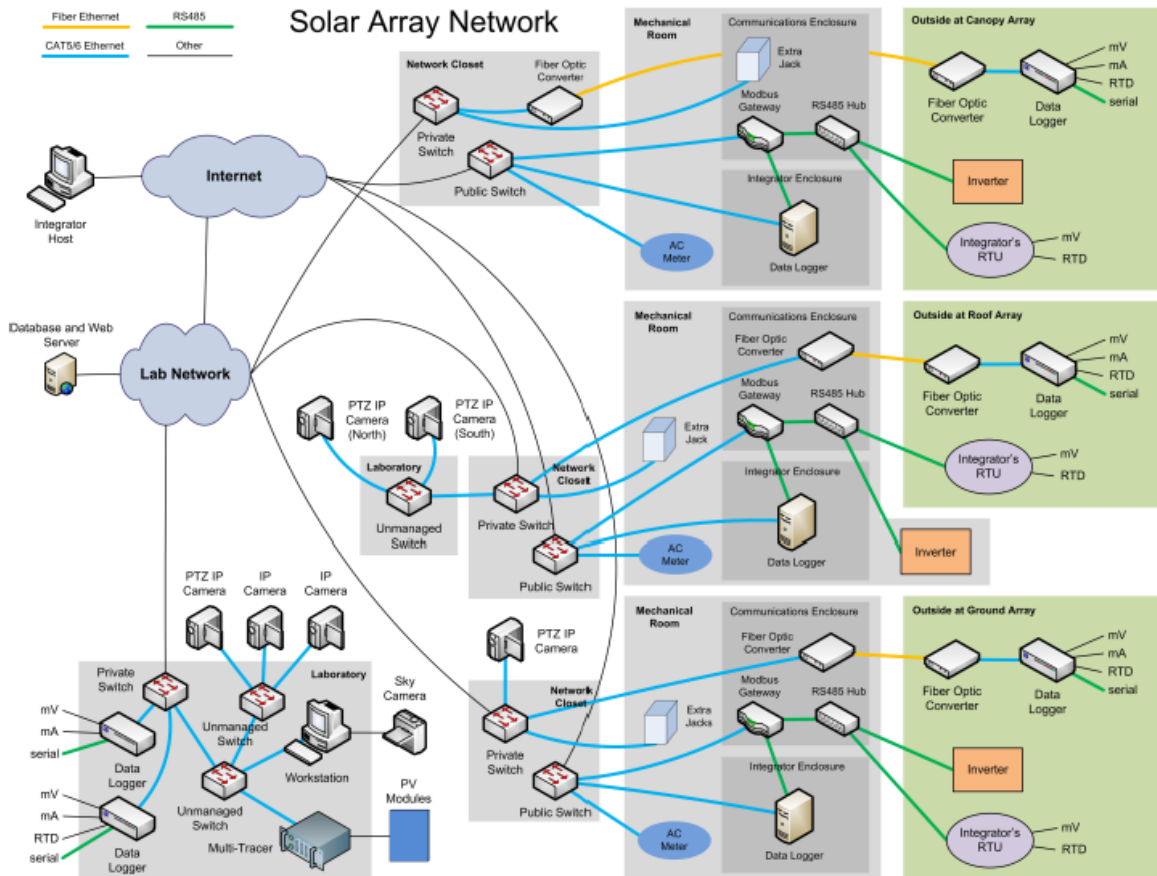 Solar Array Network
Fiber Ethernet
RS485
CAT5/6 Ethernet
Other
Network Closet
Fiber Optic
Converter
Private
Switch
Public Switch
Mechanical
Room
Communications Enclosure
Extra
Jack
Modbus
Gateway
RS485 Hub
Integrator Enclosure
AC
Meter
Data Logger
Outside at Canopy Array
Fiber Optic
Converter
Data
Logger
mV
mA
RTD
serial
Inverter
Integrator's
RTU
mV
RTD
Integrator
Host
Internet
Database and Web
Server
Lab Network
PTZ IP
Camera
(North)
PTZ IP
Camera
(South)
Laboratory
Unmanaged
Switch
Network
Closet
Private Switch
Public Switch
Mechanical
Room
Communications Enclosure
Fiber Optic
Converter
Modbus
Gateway
RS485 Hub
Extra
Jack
Integrator Enclosure
AC
Meter
Data Logger
Outside at Roof Array
Fiber Optic
Converter
Data
Logger
mV
mA
RTD
serial
Integrator's
RTU
mV
RTD
Inverter
PTZ IP
Camera
IP
Camera
IP
Camera
Private
Switch
Laboratory
Unmanaged
Switch
Sky
Camera
mV
mA
serial
Data
Logger
Workstation
Unmanaged
Switch
PV
Modules
mV
mA
RTD
serial
Data
Logger
Multi-Tracer
PTZ IP
Camera
Network
Closet
Private
Switch
Public Switch
Mechanical
Room
Communications Enclosure
Fiber Optic
Converter
Modbus
Gateway
RS485 Hub
Extra
Jacks
Integrator Enclosure
AC
Meter
Data Logger
Outside at Ground Array
Fiber Optic
Converter
Data
Logger
mV
mA
RTD
serial
Inverter
Integrator's
RTU
mV
RTD